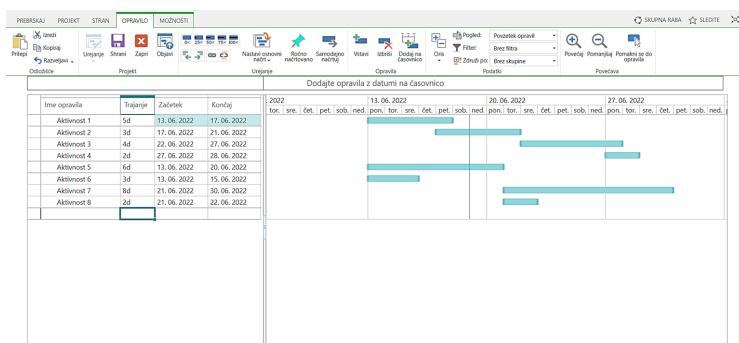 PREBRSKAJ PROJEKT STRAN OPRAVILO MOŽNOSTI SKUPNA RABA SLEDITE
Prilepi Izreži Kopiraj Razveljavi Urejanje Shrani Zapri Objavi 0% 25% 50% 75% 100% Nastavi osnovni načrt Ročno načrtovano Samodejno načrtuj Vstavi Izbriši Dodaj na časovnico Oris Pogled: Povzetek opravil Filter: Brez filtra Združi po: Brez skupine Povečaj Pomanjšaj Pomakni se do opravila
Odložišče Projekt Urejanje Opravila Podatki Povečava
Dodajte opravila z datumi na časovnico
Ime opravila Trajanje Začetek Končaj 2022 13. 06. 2022 20. 06. 2022 27. 06. 2022
tor. sre. čet. pet. sob. ned. pon. tor. sre. čet. pet. sob. ned. pon. tor. sre. čet. pet. sob. ned. pon. tor. sre. čet. pet. sob. ned.
Aktivnost 1 5d 13. 06. 2022 17. 06. 2022
Aktivnost 2 3d 17. 06. 2022 21. 06. 2022
Aktivnost 3 4d 22. 06. 2022 27. 06. 2022
Aktivnost 4 2d 27. 06. 2022 28. 06. 2022
Aktivnost 5 6d 13. 06. 2022 20. 06. 2022
Aktivnost 6 3d 13. 06. 2022 15. 06. 2022
Aktivnost 7 8d 21. 06. 2022 30. 06. 2022
Aktivnost 8 2d 21. 06. 2022 22. 06. 2022